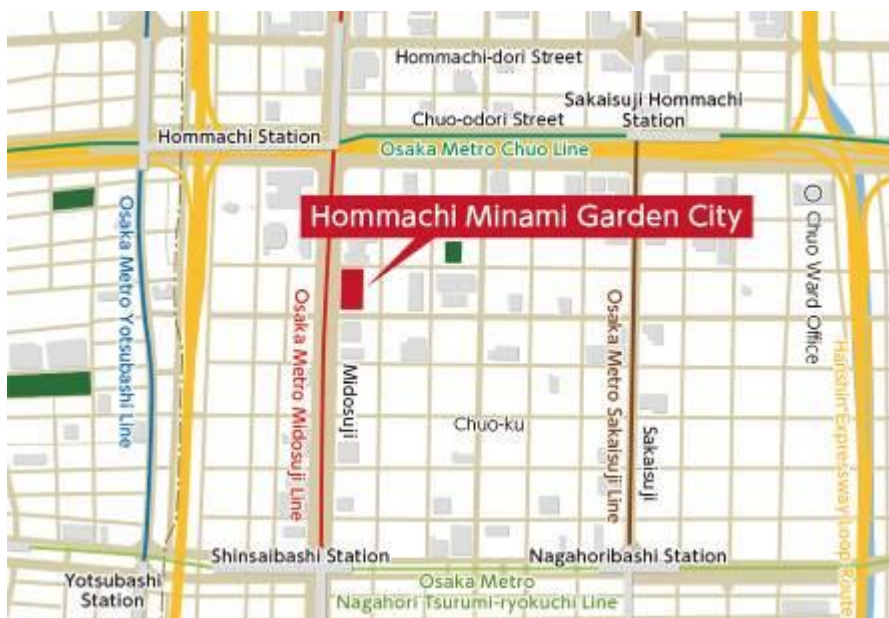 Hommachi-dori Street
Sakaisuji Hommachi
Station
Chuo-odori Street
Hommachi Station
Osaka Metro Chuo Line
Hommachi Minami Garden City
Chuo Ward Office
Osaka Metro Yotsubashi Line
Osaka Metro Midosuji Line
Midosuji
Osaka Metro Sakaisuji Line
Sakaisuji
Hanshin Expressway Loop Route
Chuo-ku
Shinsaibashi Station
Nagahoribashi Station
Yotsubashi
Station
Osaka Metro
Nagahori Tsurumi-ryokuchi Line